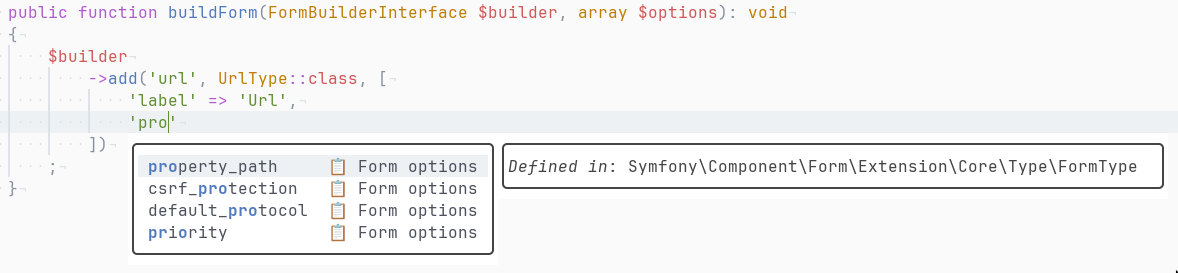 public function buildForm(FormBuilderInterface $builder, array $options): void
{
$builder
->add('url', UrlType::class, [
'label' => 'Url',
'pro'
])
;
}
property_path 📋 Form options
csrf_protection 📋 Form options
default_protocol 📋 Form options
priority 📋 Form options
Defined in: Symfony\Component\Form\Extension\Core\Type\FormType